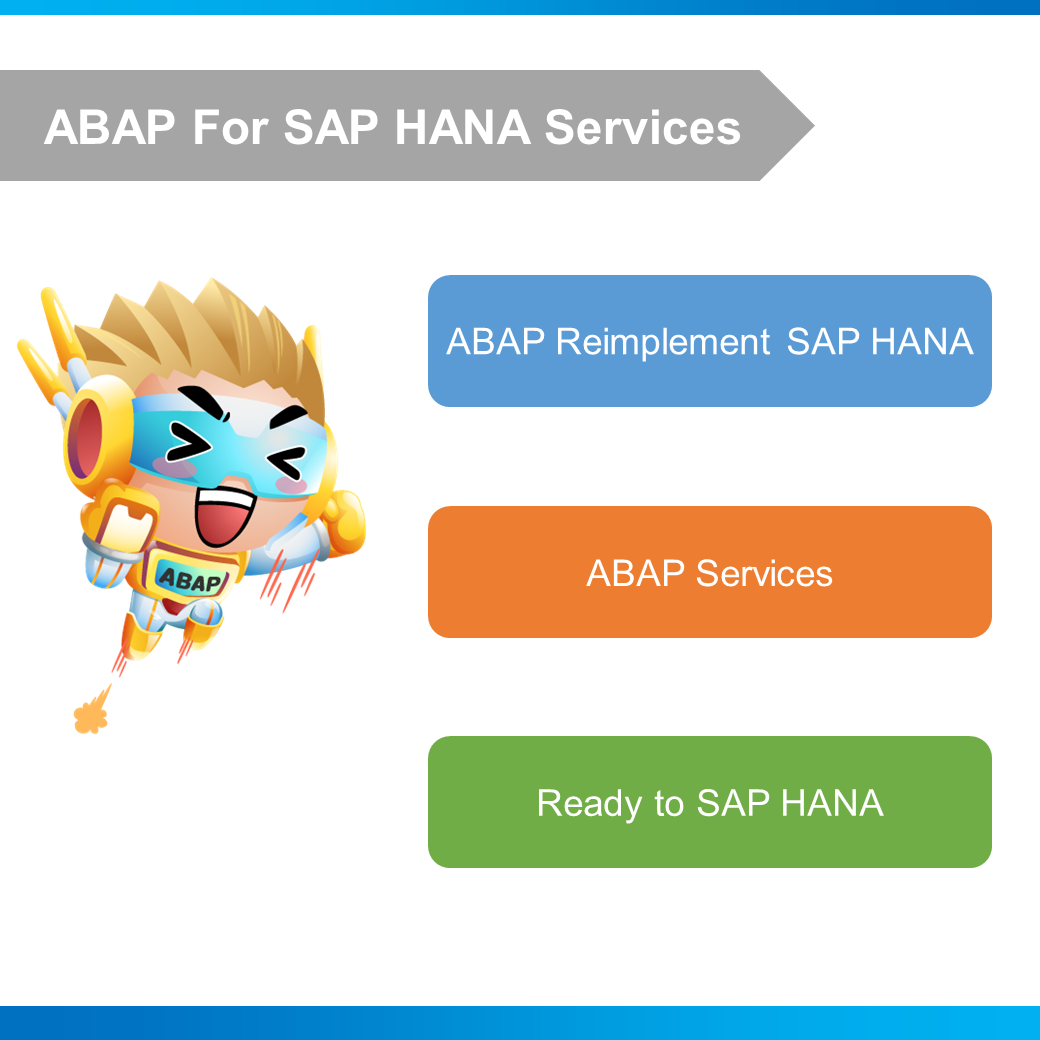 ABAP For SAP HANA Services
ABAP Reimplement SAP HANA
ABAP
ABAP Services
Ready to SAP HANA